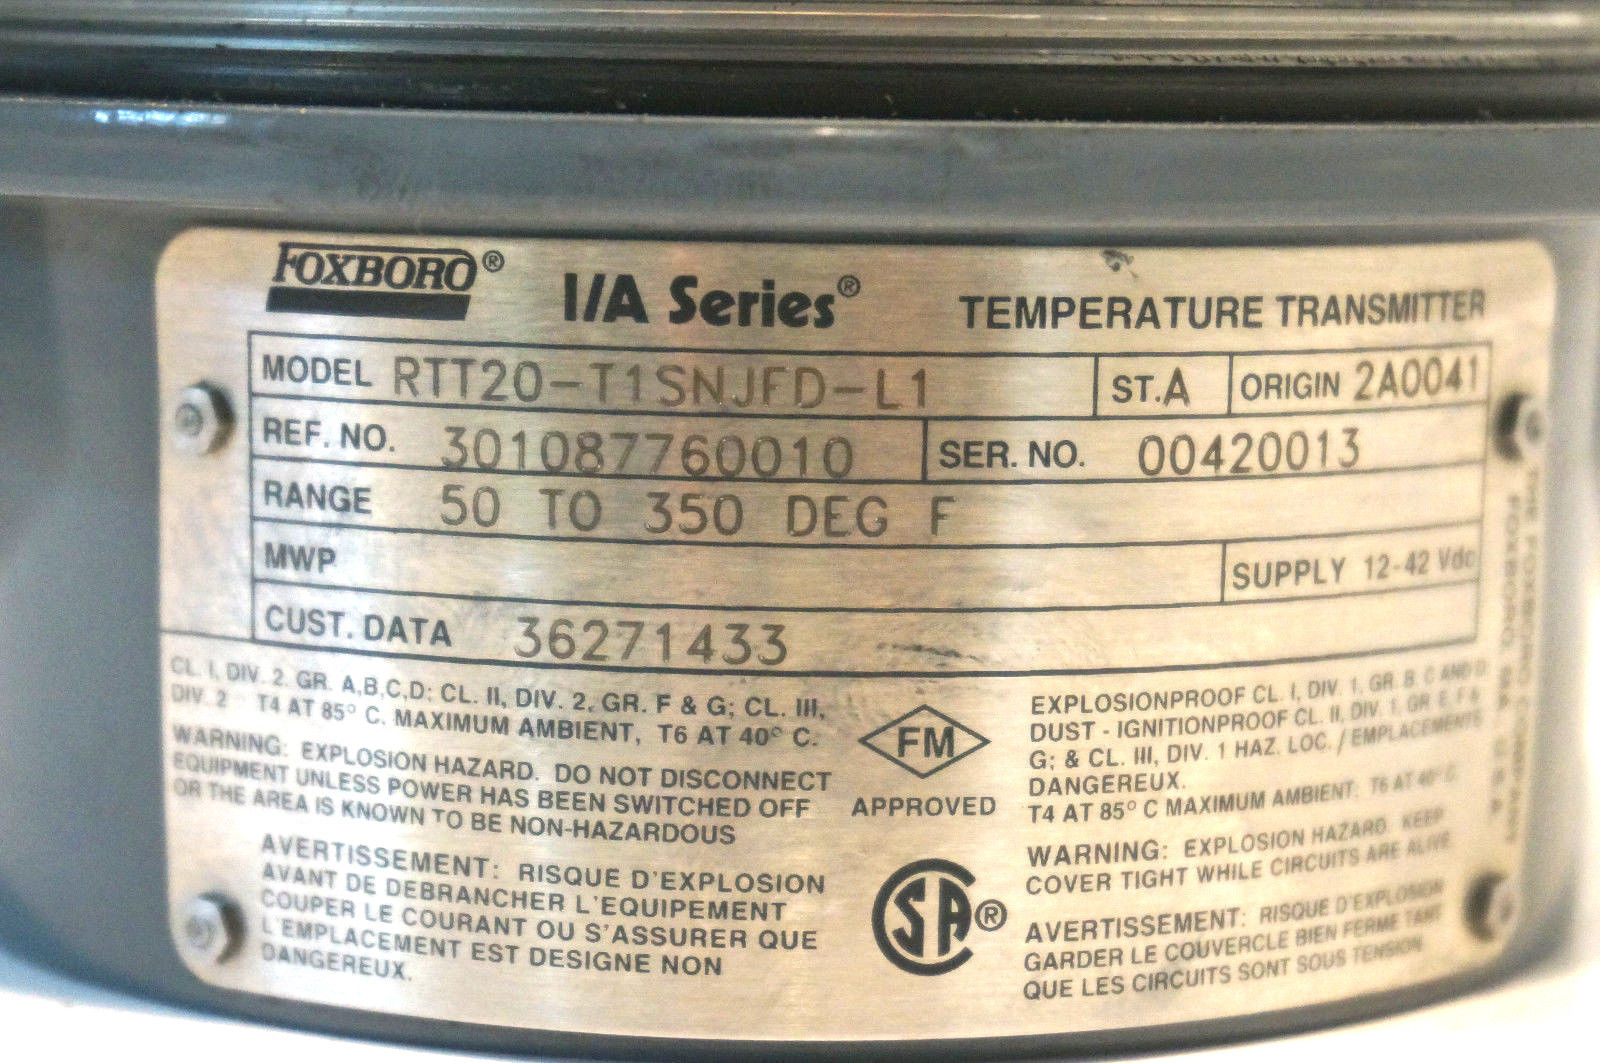 FOXBORO® I/A Series® TEMPERATURE TRANSMITTER
MODEL RTT20-T1SNJFD-L1 ST.A ORIGIN 2A0041
REF. NO. 301087760010 SER. NO. 00420013
RANGE 50 TO 350 DEG F
MWP SUPPLY 12-42 Vdc
CUST. DATA 36271433
CL. I, DIV. 2. GR. A,B,C,D: CL. II, DIV. 2, GR. F & G; CL. III,
DIV. 2 T4 AT 85° C. MAXIMUM AMBIENT, T6 AT 40° C.
WARNING: EXPLOSION HAZARD. DO NOT DISCONNECT
EQUIPMENT UNLESS POWER HAS BEEN SWITCHED OFF
OR THE AREA IS KNOWN TO BE NON-HAZARDOUS
AVERTISSEMENT: RISQUE D'EXPLOSION
AVANT DE DEBRANCHER L'EQUIPEMENT
COUPER LE COURANT OU S'ASSURER QUE
L'EMPLACEMENT EST DESIGNE NON
DANGEREUX.
FM
APPROVED
SA®
EXPLOSIONPROOF CL. I, DIV. 1, GR. B, C AND D;
DUST - IGNITIONPROOF CL. II, DIV. 1, GR E, F &
G; & CL. III, DIV. 1 HAZ. LOC. / EMPLACEMENTS
DANGEREUX.
T4 AT 85° C MAXIMUM AMBIENT, T6 AT 40° C.
WARNING: EXPLOSION HAZARD. KEEP
COVER TIGHT WHILE CIRCUITS ARE ALIVE
AVERTISSEMENT: RISQUE D'EXPLOSION
GARDER LE COUVERCLE BIEN FERME TANT
QUE LES CIRCUITS SONT SOUS TENSION
THE FOXBORO COMPANY
FOXBORO, MA. U.S.A.